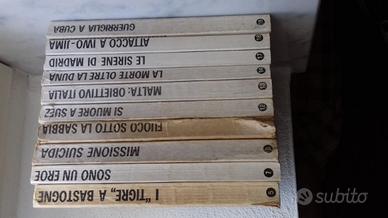 GUERRIGLIA A CUBA
ATTACCO A IWO-JIMA
LE SIRENE DI MADRID
LA MORTE OLTRE LA DUNA
MALTA: OBIETTIVO ITALIA
SI MUORE A SUEZ
FUOCO SOTTO LA SABBIA
MISSIONE SUICIDA
SONO UN EROE
I "TIGRE„ A BASTOGNE
subito.it